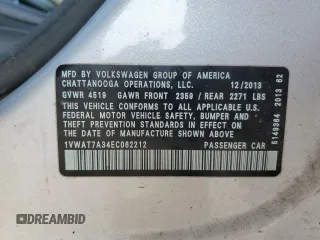 MFD. BY VOLKSWAGEN GROUP OF AMERICA
CHATTANOOGA OPERATIONS, LLC. 12/2013
GVWR 4519 GAWR FRONT 2359 / REAR 2271 LBS
THIS VEHICLE CONFORMS TO ALL APPLICABLE U.S.
FEDERAL MOTOR VEHICLE SAFETY, BUMPER, AND
THEFT PREVENTION STANDARDS IN EFFECT ON THE
DATE OF MANUFACTURE SHOWN ABOVE.
1VWAT7A34EC062212 PASSENGER CAR
6149364 2013 62
DREAMBID